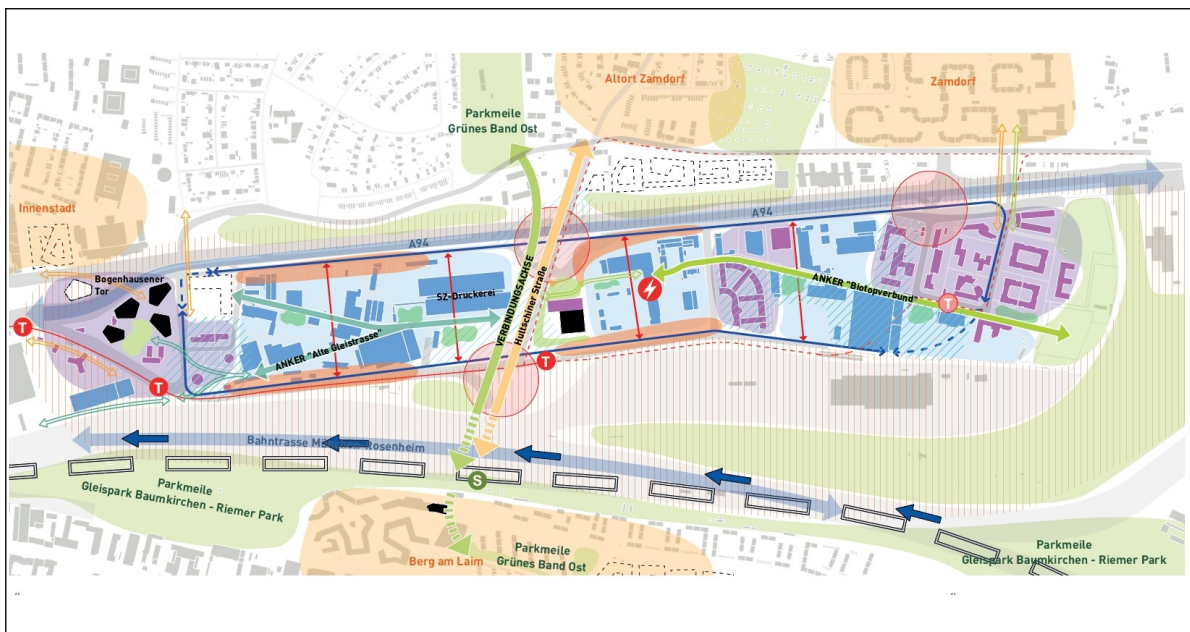 Altort Zamdorf
Zamdorf
Parkmeile
Grünes Band Ost
Innenstadt
A94
A94
Bogenhausener
Tor
SZ-Druckerei
VERBINDUNGSACHSE
Hultschiner Straße
ANKER "Biotopverbund"
ANKER "Alte Gleistrasse"
T
T
T
T
Bahntrasse München-Rosenheim
S
Parkmeile
Gleispark Baumkirchen - Riemer Park
Berg am Laim
Parkmeile
Grünes Band Ost
Parkmeile
Gleispark Baumkirchen - Riemer Park